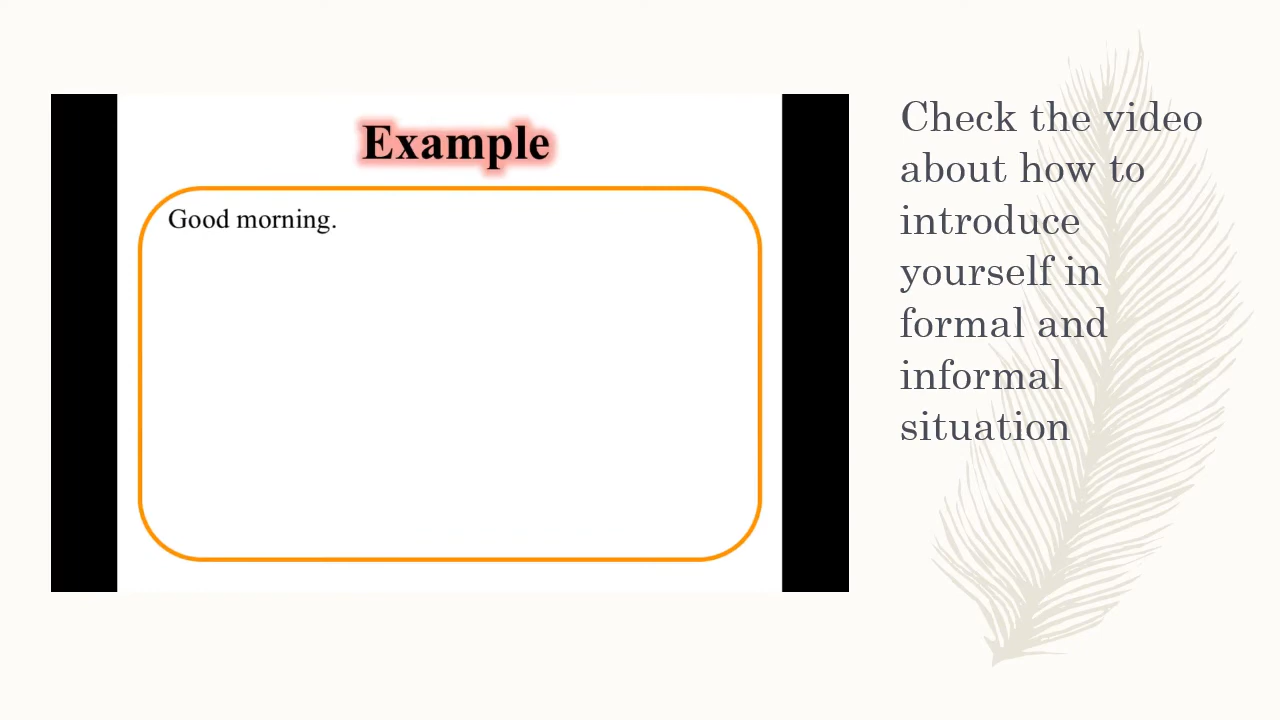 Example
Good morning.
Check the video
about how to
introduce
yourself in
formal and
informal
situation